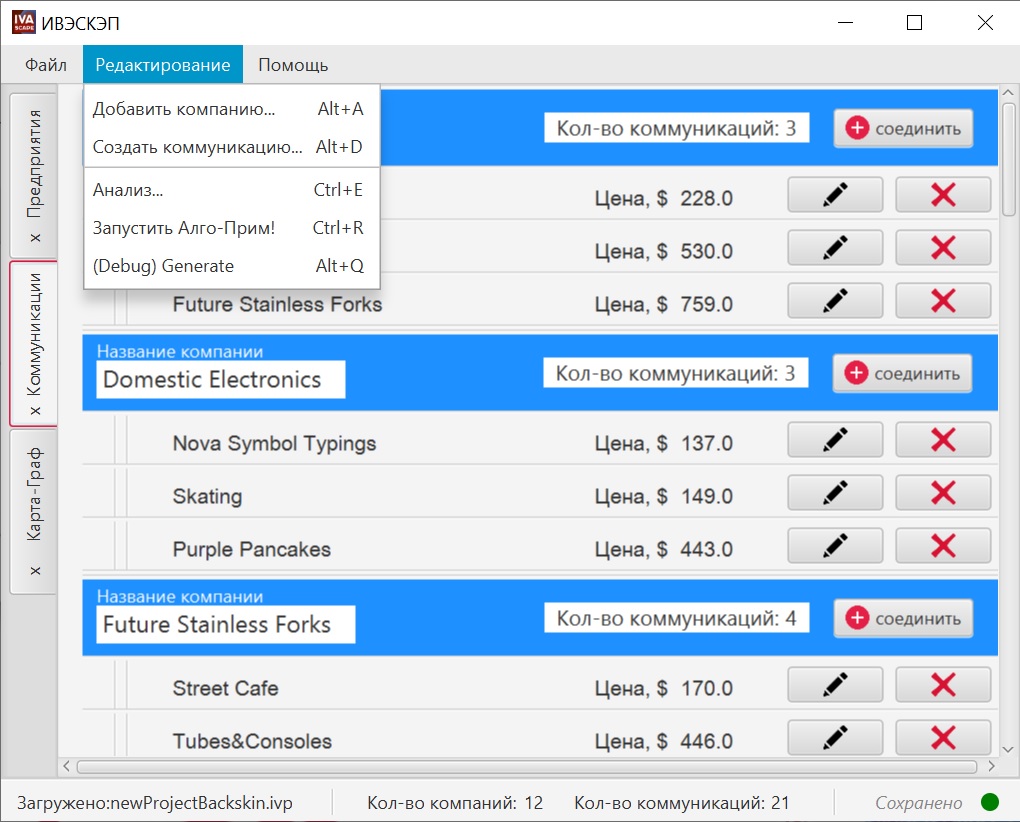 IVA
SCAPE
ИВЭСКЭП
Файл Редактирование Помощь
Добавить компанию... Alt+A
Создать коммуникацию... Alt+D
Анализ... Ctrl+E
Запустить Алго-Прим! Ctrl+R
(Debug) Generate Alt+Q
x Предприятия
x Коммуникации
x Карта-Граф
Кол-во коммуникаций: 3 соединить
Цена, $ 228.0
Цена, $ 530.0
Future Stainless Forks Цена, $ 759.0
Название компании
Domestic Electronics Кол-во коммуникаций: 3 соединить
Nova Symbol Typings Цена, $ 137.0
Skating Цена, $ 149.0
Purple Pancakes Цена, $ 443.0
Название компании
Future Stainless Forks Кол-во коммуникаций: 4 соединить
Street Cafe Цена, $ 170.0
Tubes&Consoles Цена, $ 446.0
Загружено:newProjectBackskin.ivp Кол-во компаний: 12 Кол-во коммуникаций: 21 Сохранено